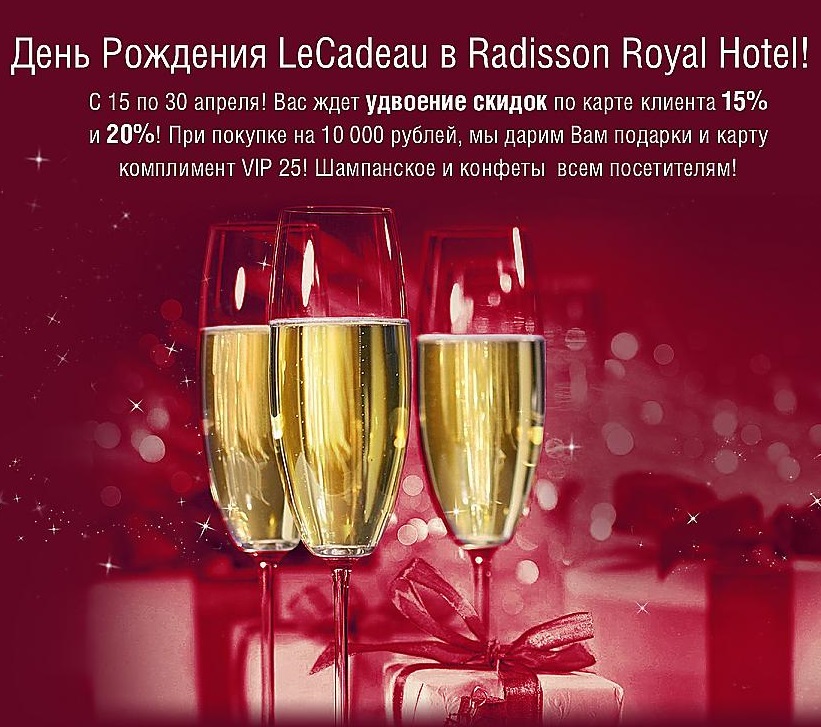 День Рождения LeCadeau в Radisson Royal Hotel!
С 15 по 30 апреля! Вас ждет удвоение скидок по карте клиента 15%
и 20%! При покупке на 10 000 рублей, мы дарим Вам подарки и карту
комплимент VIP 25! Шампанское и конфеты всем посетителям!